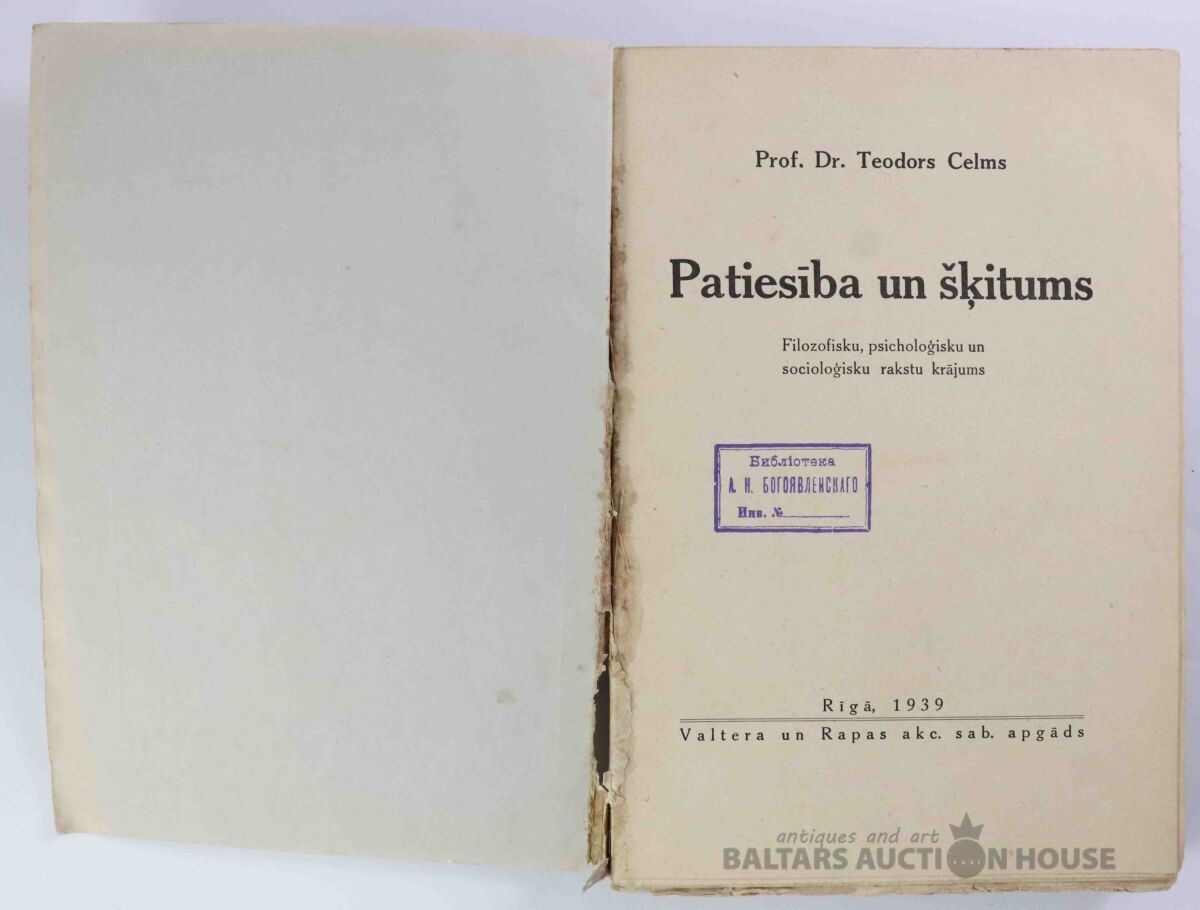 Prof. Dr. Teodors Celms
Patiesība un šķitums
Filozofisku, psicholoģisku un
socioloģisku rakstu krājums
Библіотека
А. Н. БОГОЯВЛЕНСКАГО
Инв. №
Rīgā, 1939
Valtera un Rapas akc. sab. apgāds
antiques and art
BALTARS AUCTION HOUSE